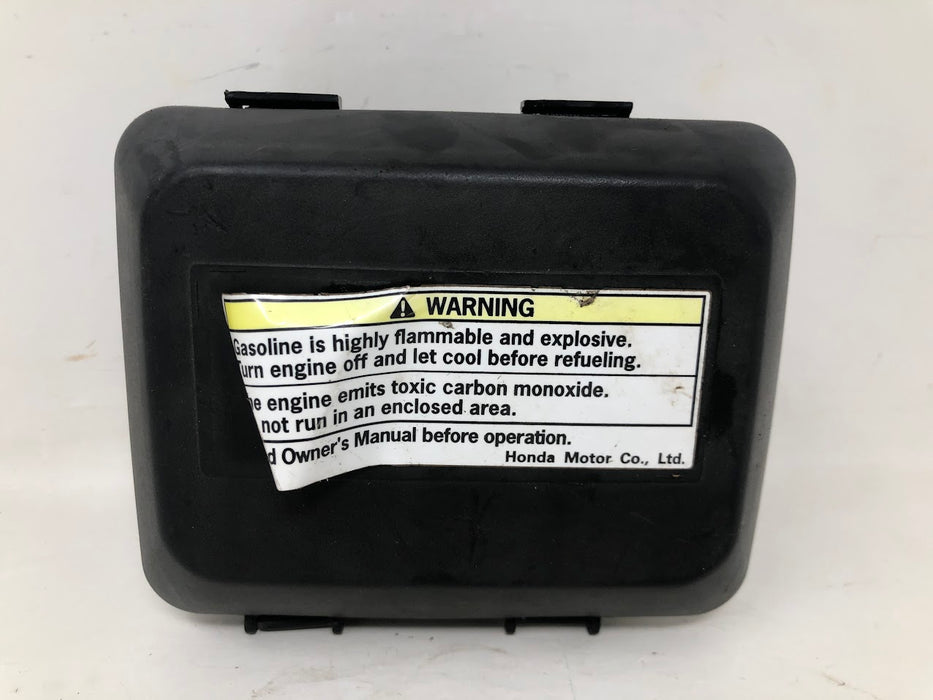 WARNING
Gasoline is highly flammable and explosive.
urn engine off and let cool before refueling.
e engine emits toxic carbon monoxide.
not run in an enclosed area.
d Owner's Manual before operation.
Honda Motor Co., Ltd.